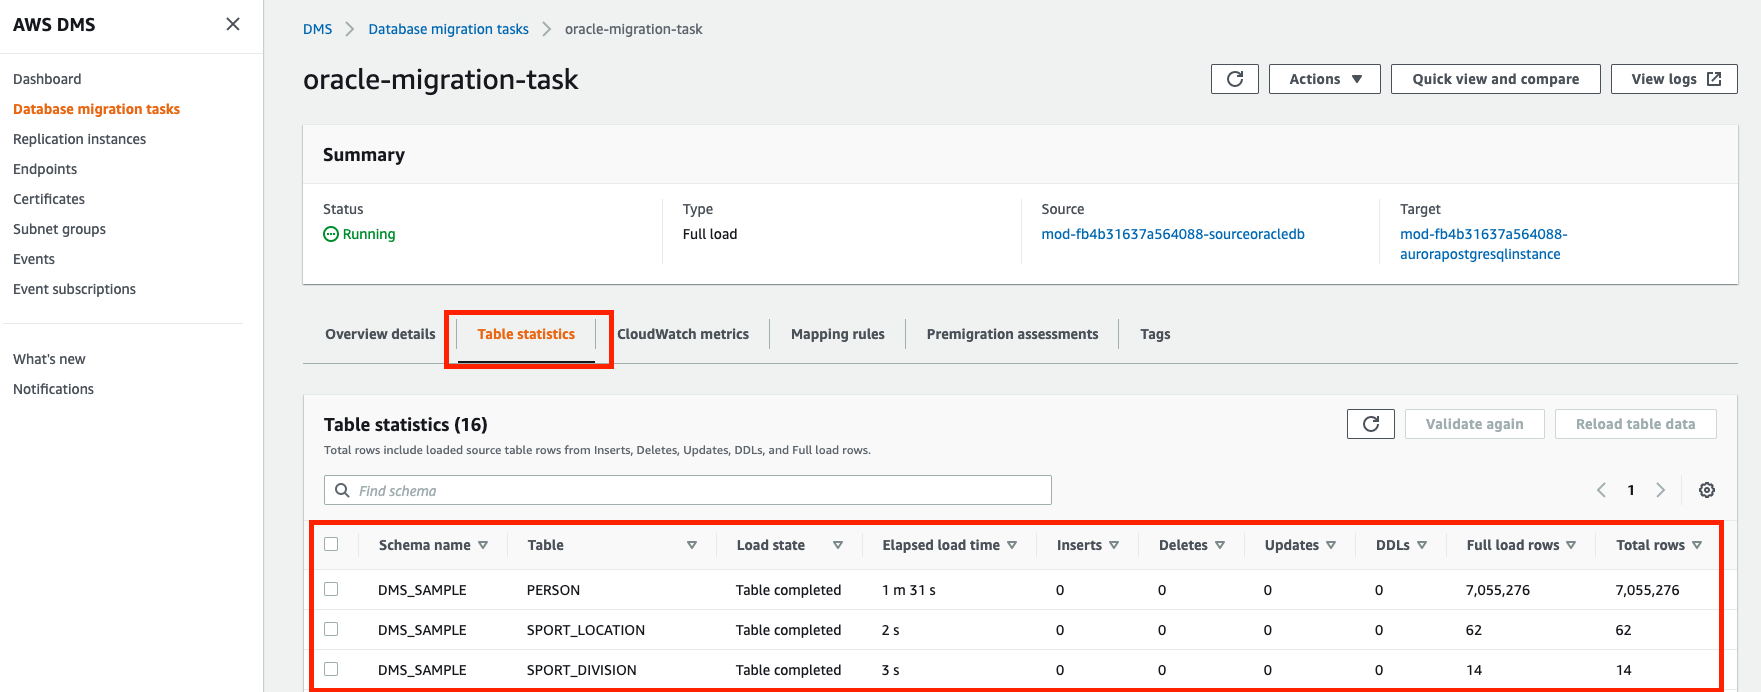 AWS DMS
Dashboard
Database migration tasks
Replication instances
Endpoints
Certificates
Subnet groups
Events
Event subscriptions
What's new
Notifications
DMS Database migration tasks oracle-migration-task
oracle-migration-task
Actions Quick view and compare View logs
Summary
Status Type Source Target
Running Full load mod-fb4b31637a564088-sourceoracledb mod-fb4b31637a564088-
aurorapostgresqlinstance
Overview details Table statistics CloudWatch metrics Mapping rules Premigration assessments Tags
Table statistics (16)
Validate again Reload table data
Total rows include loaded source table rows from Inserts, Deletes, Updates, DDLs, and Full load rows.
Find schema
1
Schema name Table Load state Elapsed load time Inserts Deletes Updates DDLs Full load rows Total rows
DMS_SAMPLE PERSON Table completed 1 m 31 s 0 0 0 0 7,055,276 7,055,276
DMS_SAMPLE SPORT_LOCATION Table completed 2 s 0 0 0 0 62 62
DMS_SAMPLE SPORT_DIVISION Table completed 3 s 0 0 0 0 14 14